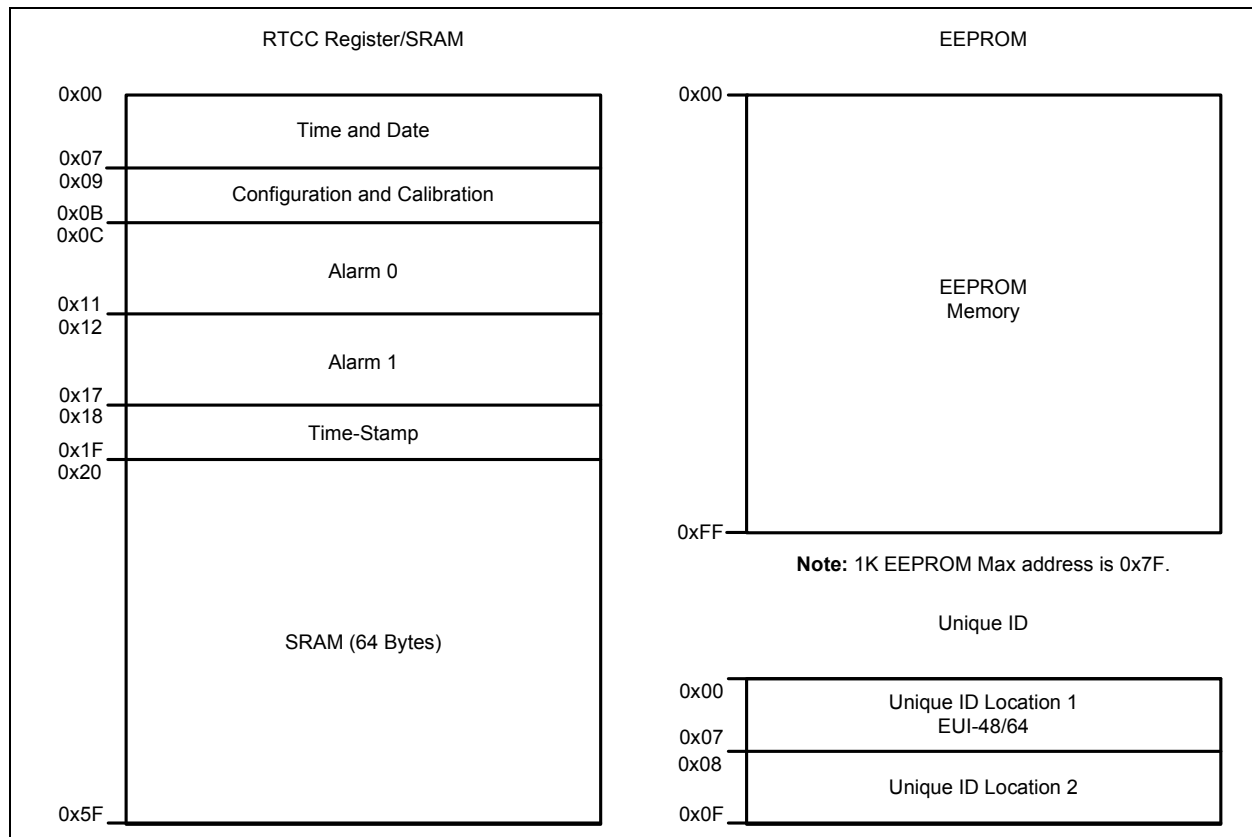 RTCC Register/SRAM
0x00
Time and Date
0x07
0x09
Configuration and Calibration
0x0B
0x0C
Alarm 0
0x11
0x12
Alarm 1
0x17
0x18
Time-Stamp
0x1F
0x20
SRAM (64 Bytes)
0x5F
EEPROM
0x00
EEPROM
Memory
0xFF
Note: 1K EEPROM Max address is 0x7F.
Unique ID
0x00
Unique ID Location 1
EUI-48/64
0x07
0x08
Unique ID Location 2
0x0F